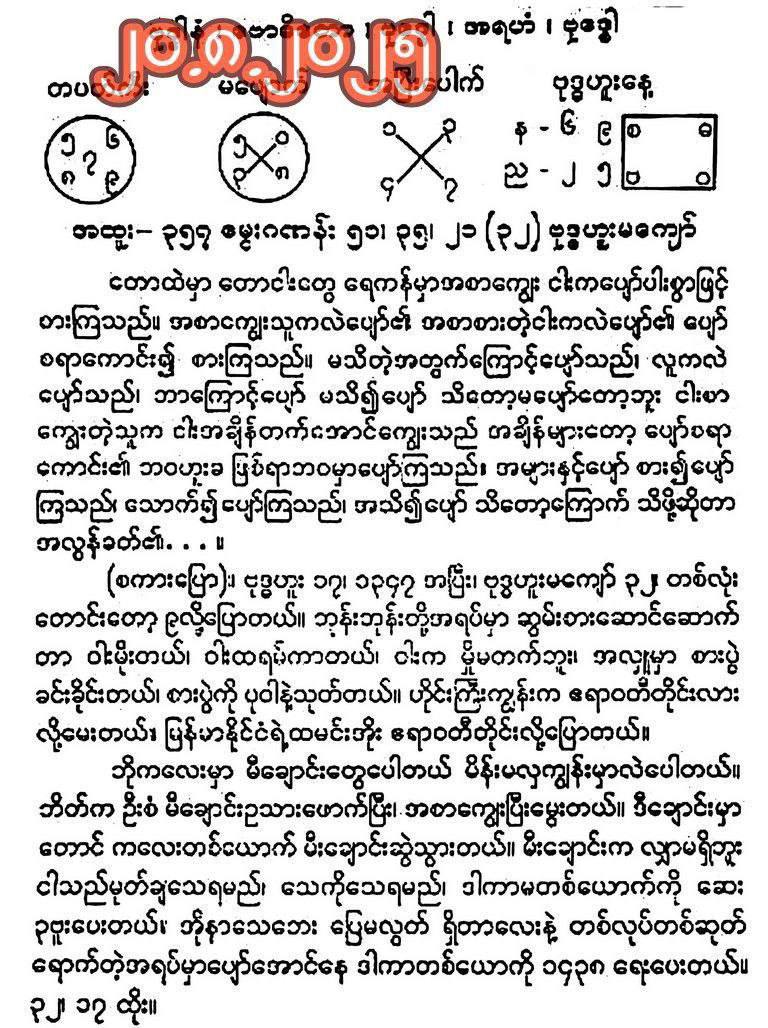 ဗုဒ္ဓေါ ၊ အရဟံ ၊ ဗုဒ္ဓေါ
၂၀.၈.၂၀၂၅
ဗုဒ္ဓဟူးနေ့
၅ ၆ ၇ ၈ ၉
၅ ၀ ၃ ၈
၁ ၃ ၄ ၇
န - ၆ ၉
ည - ၂ ၅
စ ဓ ဗ ဝ
အထူး- ၃၅၇ မွေးဂဏန်း ၅၁၊ ၃၅၊ ၂၁ (၃၂) ဗုဒ္ဓဟူးမကျော်
တောထဲမှာ တောငါးတွေ ရေကန်မှာအစာကျွေး ငါးကပျော်ပါးစွာဖြင့်
စားကြသည်။ အစာကျွေးသူကလဲပျော်၏ အစာစားတဲ့ငါးကလဲပျော်၏ ပျော်
စရာကောင်း၍ စားကြသည်။ မသိတဲ့အတွက်ကြောင့်ပျော်သည်၊ လူကလဲ
ပျော်သည်၊ ဘာကြောင့်ပျော် မသိ၍ပျော် သိတော့မပျော်တော့ဘူး ငါးစာ
ကျွေးတဲ့သူက ငါးအချိန်တက်အောင်ကျွေးသည် အချိန်များတော့ ပျော်စရာ
ကောင်း၏ ဘဝဟူးခ ဖြစ်ရာဘဝမှာပျော်ကြသည်။ အများနှင့်ပျော် စား၍ပျော်
ကြသည်၊ သောက်၍ပျော်ကြသည်၊ အသိ၍ပျော် သိတော့ကြောက် သိဖို့ဆိုတာ
အလွန်ခတ်၏. . . ။
(စကားပြော)။ ဗုဒ္ဓဟူး ၁၇၊ ၁၃၄၇ အပြီး၊ ဗုဒ္ဓဟူးမကျော် ၃၂၊ တစ်လုံး
တောင်းတော့ ၉လို့ပြောတယ်။ ဘုန်းဘုန်းတို့အရပ်မှာ ဆွမ်းစားဆောင်ဆောက်
တာ ဝါးမိုးတယ်၊ ဝါးထရမ်ကာတယ်၊ ငါးက မှိုမတက်ဘူး၊ အလှူမှာ စားပွဲ
ခင်းခိုင်းတယ်၊ စားပွဲကို ပုဝါနဲ့သုတ်တယ်။ ဟိုင်းကြီးကျွန်းက ဧရာဝတီတိုင်းလား
လို့မေးတယ်။ မြန်မာနိုင်ငံရဲ့ထမင်းအိုး ဧရာဝတီတိုင်းလို့ပြောတယ်။
ဘိုကလေးမှာ မိချောင်းတွေပေါတယ် မိန်းမလှကျွန်းမှာလဲပေါတယ်။
ဘိတ်က ဦးစံ မိချောင်းဥသားဖောက်ပြီး၊ အစာကျွေးပြီးမွေးတယ်။ ဒီချောင်းမှာ
တောင် ကလေးတစ်ယောက် မိးချောင်းဆွဲသွားတယ်။ မိးချောင်းက လျှာမရှိဘူး
ငါသည်မုတ်ချသေရမည်၊ သေကိုသေရမည်၊ ဒါကာမတစ်ယောက်ကို ဆေး
၃ဗူးပေးတယ်၊ အိုနာသေဘေး ပြေမလွတ် ရှိတာလေးနဲ့ တစ်လုပ်တစ်ဆုတ်
ရောက်တဲ့အရပ်မှာပျော်အောင်နေ ဒါကာတစ်ယောကို ၁၄၃၈ ရေးပေးတယ်။
၃၂၊ ၁၇ ထိုး။